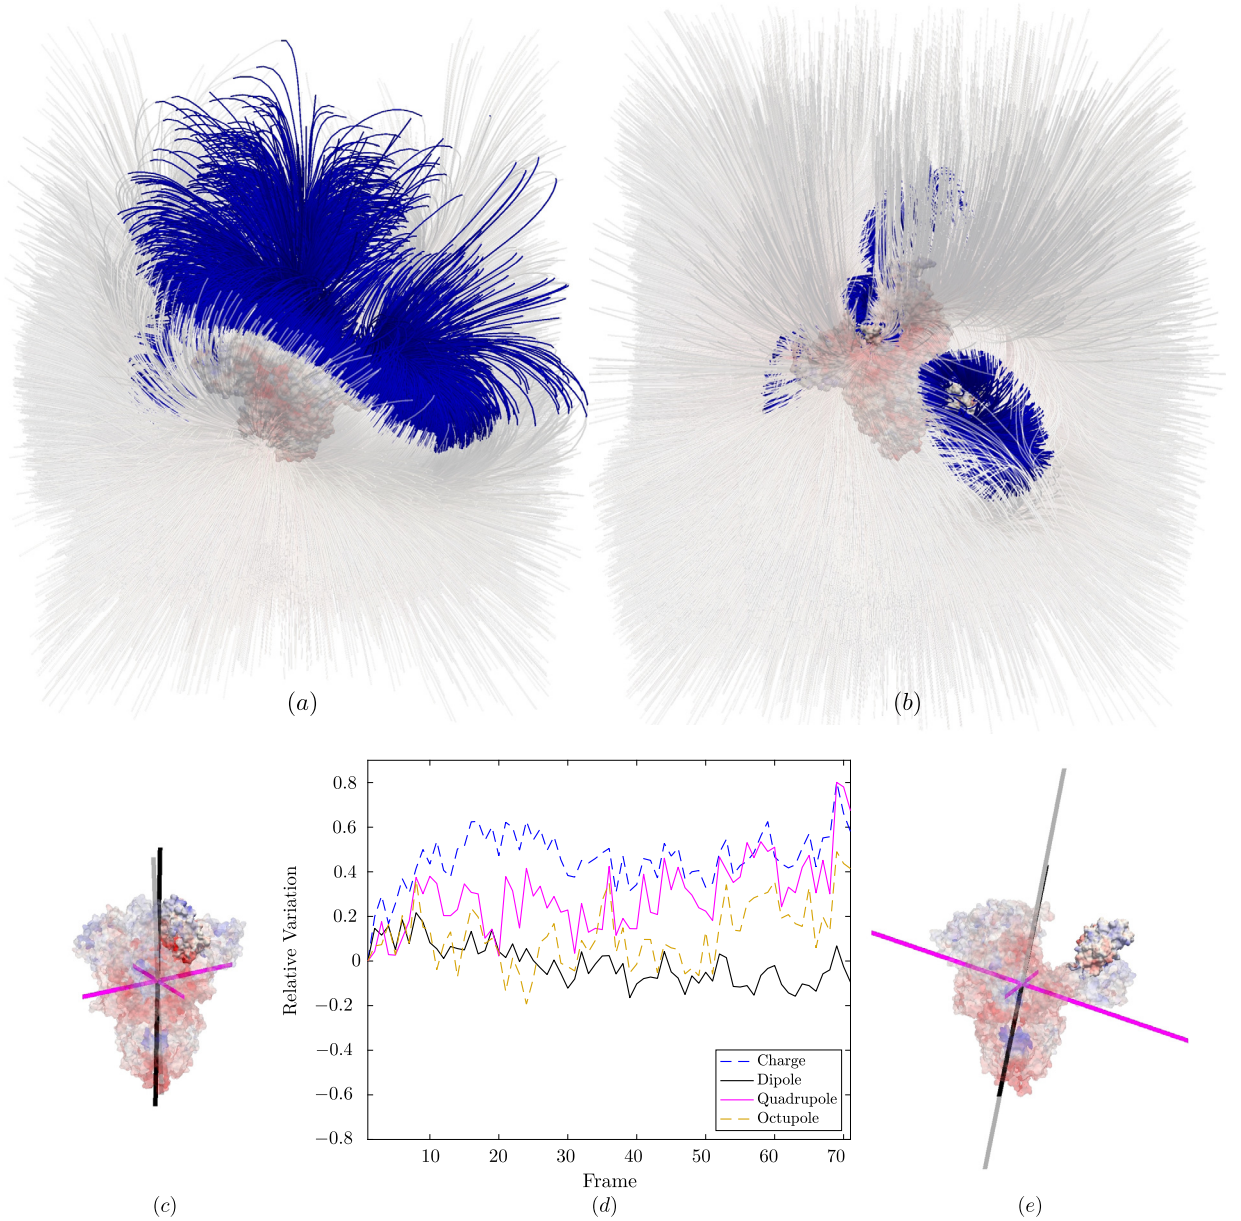 (a)
(b)
0.8
0.6
0.4
0.2
0
−0.2
−0.4
−0.6
−0.8
Relative Variation
Charge
Dipole
Quadrupole
Octupole
10 20 30 40 50 60 70
Frame
(c)
(d)
(e)